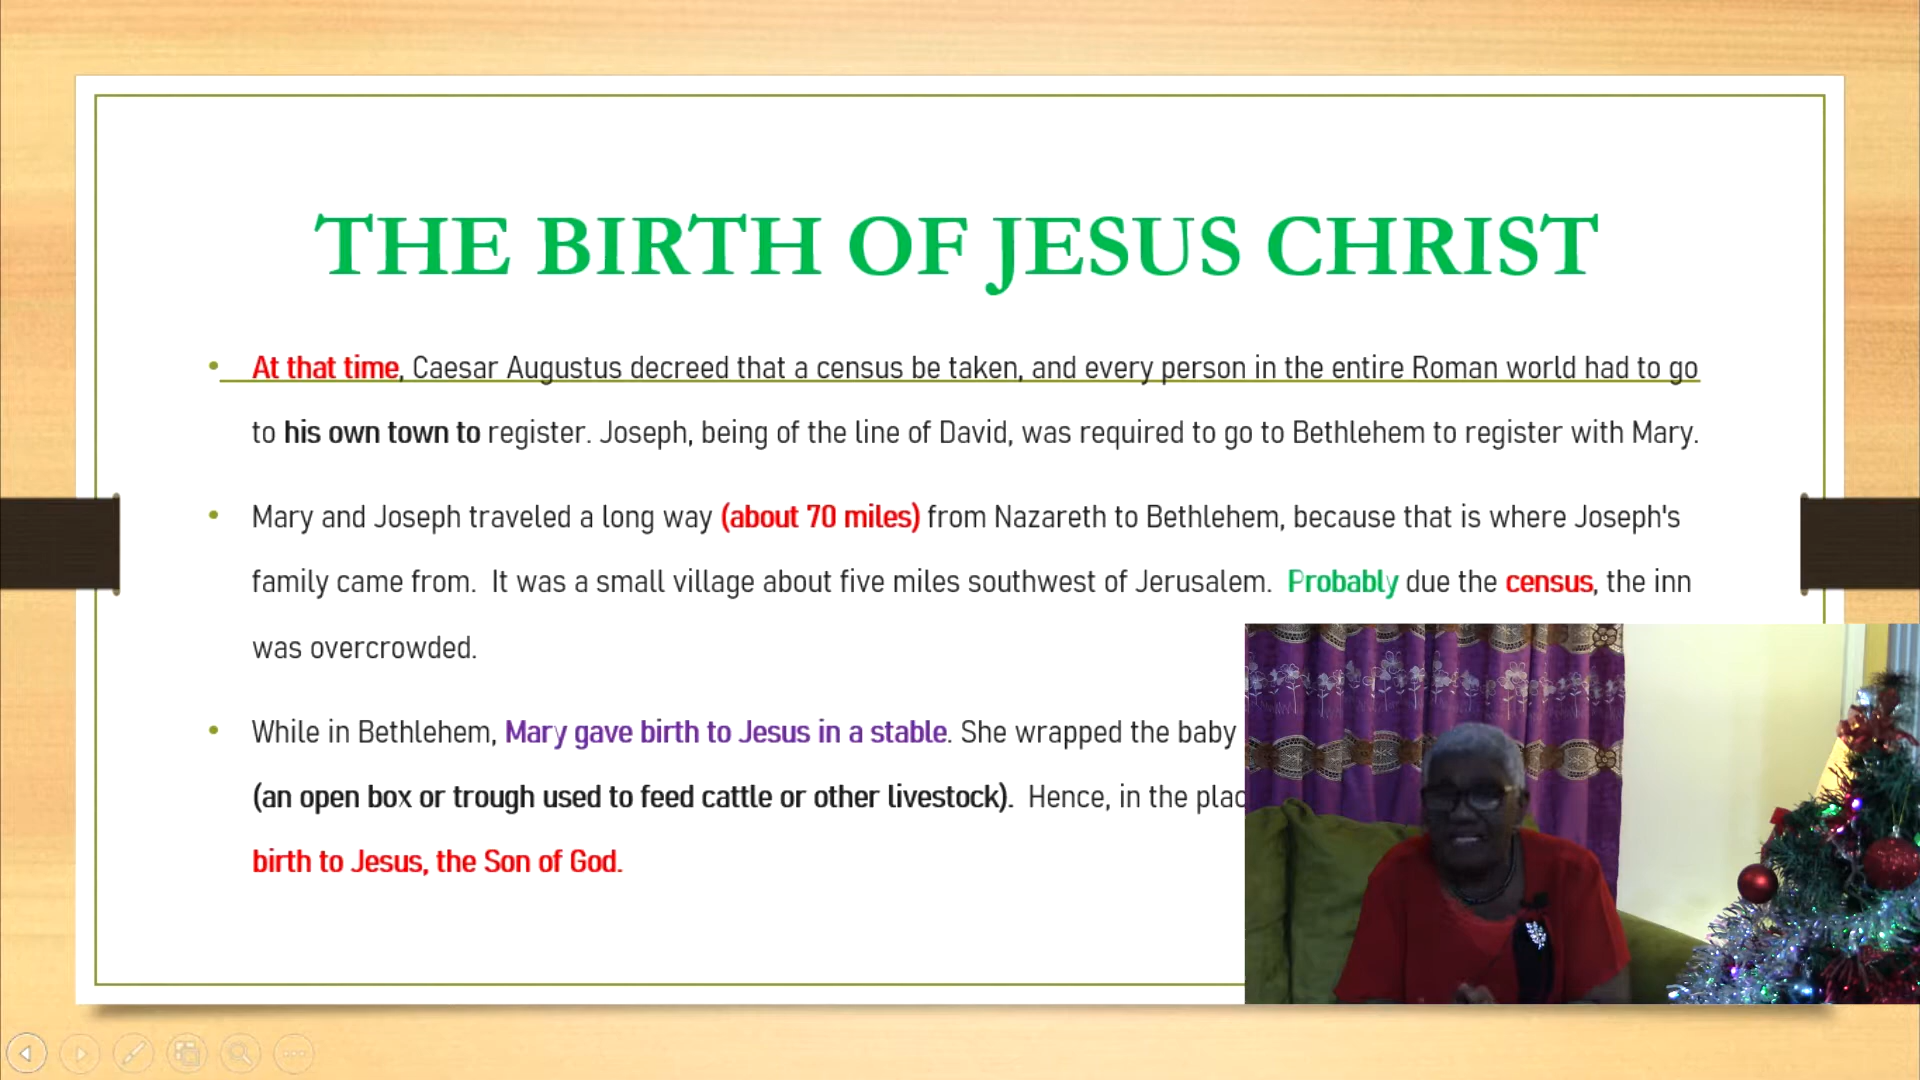 THE BIRTH OF JESUS CHRIST
• At that time, Caesar Augustus decreed that a census be taken, and every person in the entire Roman world had to go
to his own town to register. Joseph, being of the line of David, was required to go to Bethlehem to register with Mary.
• Mary and Joseph traveled a long way (about 70 miles) from Nazareth to Bethlehem, because that is where Joseph's
family came from. It was a small village about five miles southwest of Jerusalem. Probably due the census, the inn
was overcrowded.
• While in Bethlehem, Mary gave birth to Jesus in a stable. She wrapped the baby
(an open box or trough used to feed cattle or other livestock). Hence, in the
birth to Jesus, the Son of God.